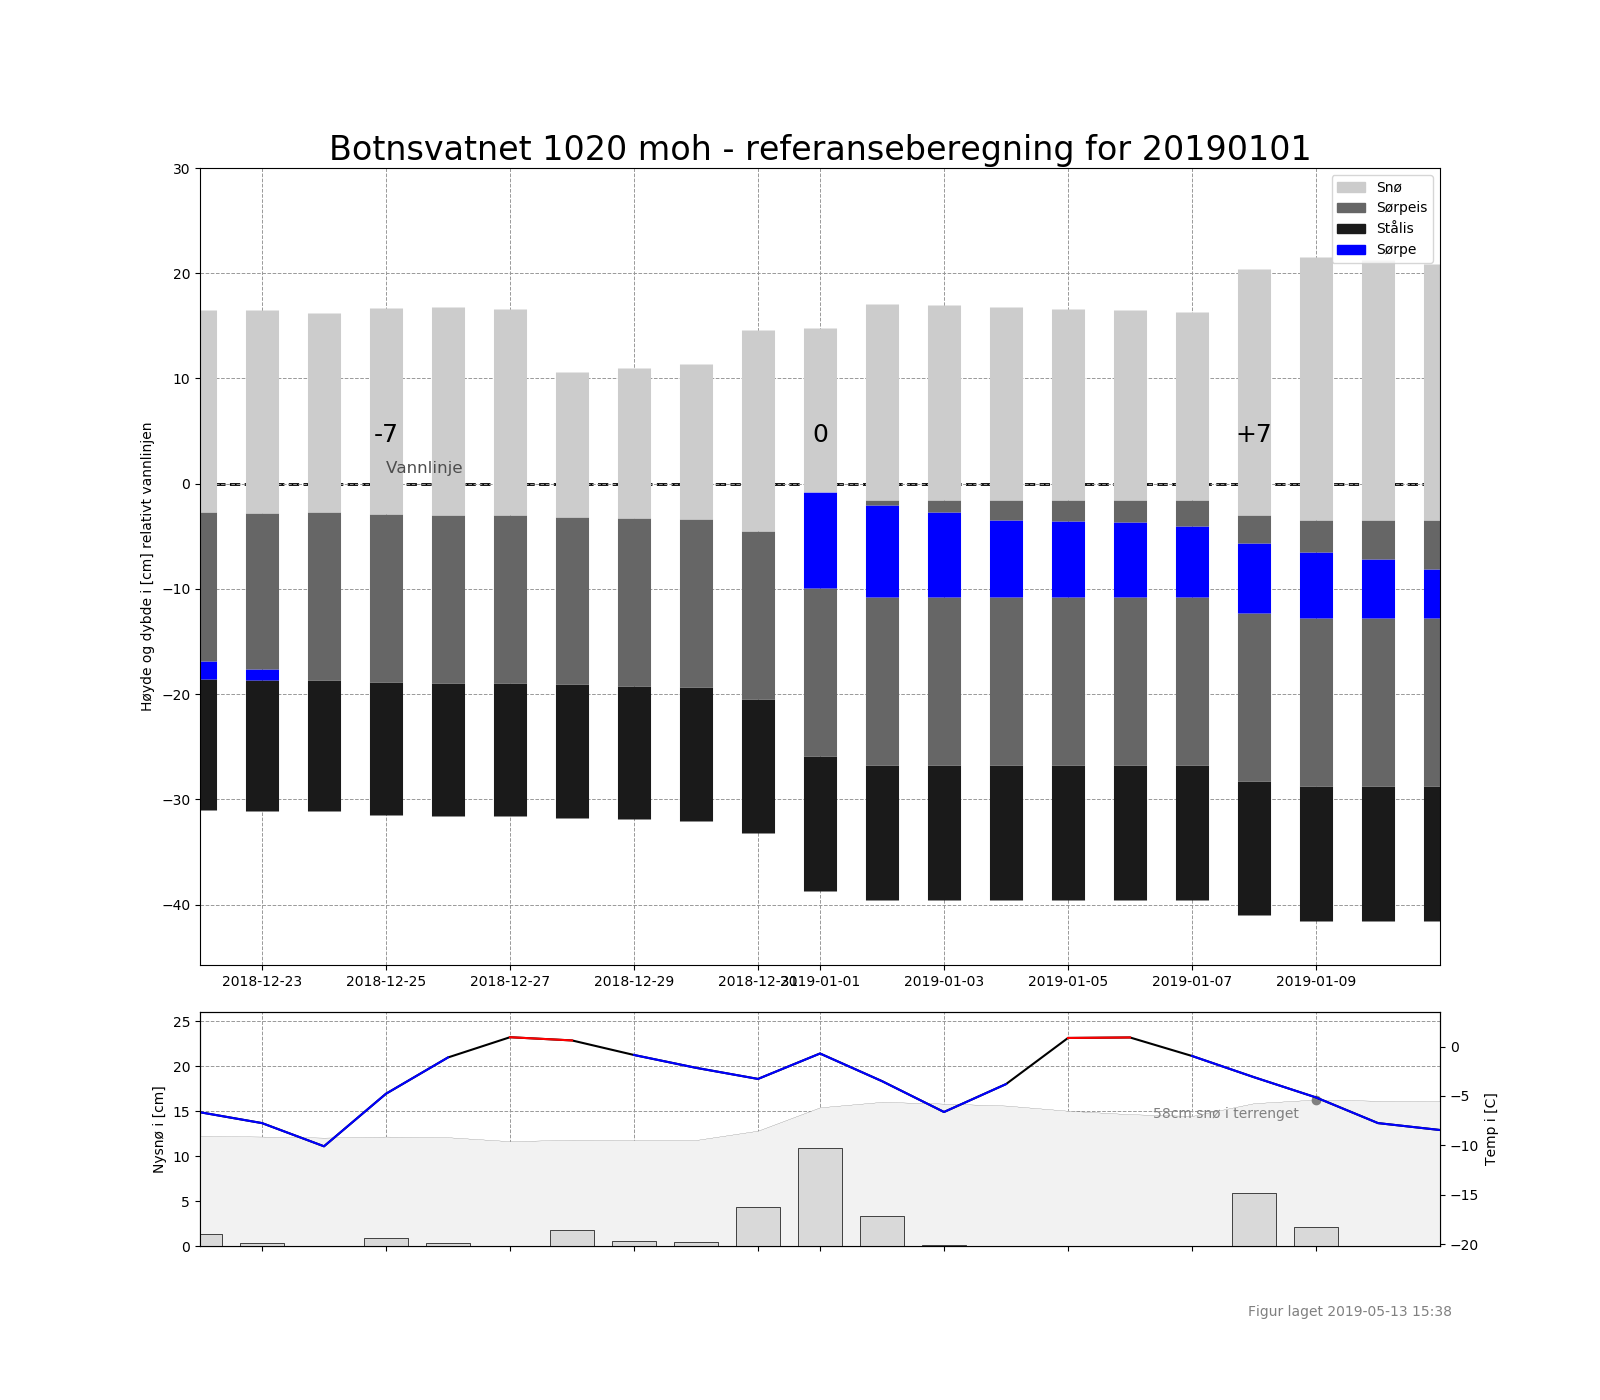 Botnsvatnet 1020 moh - referanseberegning for 20190101
Høyde og dybde i [cm] relativt vannlinjen
30
20
10
0
−10
−20
−30
−40
Snø
Sørpeis
Stålis
Sørpe
-7
0
+7
Vannlinje
2018-12-23
2018-12-25
2018-12-27
2018-12-29
2018-12-31
2019-01-01
2019-01-03
2019-01-05
2019-01-07
2019-01-09
Nysnø i [cm]
25
20
15
10
5
0
58cm snø i terrenget
0
−5
−10
−15
−20
Temp i [C]
Figur laget 2019-05-13 15:38